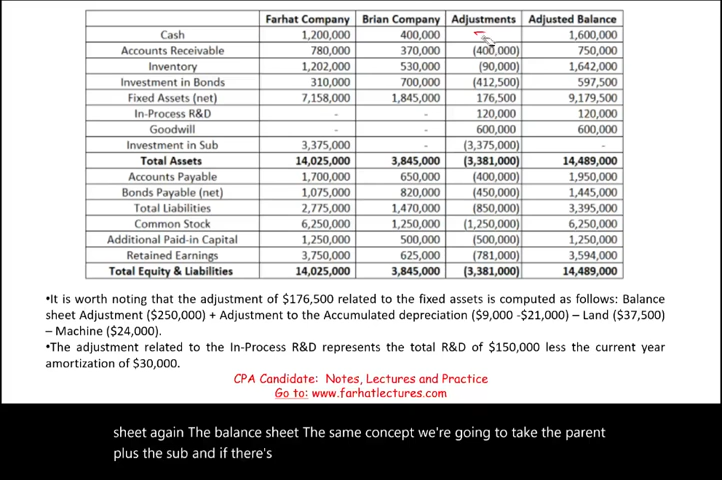 Farhat Company Brian Company Adjustments Adjusted Balance
Cash 1,200,000 400,000 1,600,000
Accounts Receivable 780,000 370,000 (400,000) 750,000
Inventory 1,202,000 530,000 (90,000) 1,642,000
Investment in Bonds 310,000 700,000 (412,500) 597,500
Fixed Assets (net) 7,158,000 1,845,000 176,500 9,179,500
In-Process R&D - - 120,000 120,000
Goodwill - - 600,000 600,000
Investment in Sub 3,375,000 - (3,375,000) -
Total Assets 14,025,000 3,845,000 (3,381,000) 14,489,000
Accounts Payable 1,700,000 650,000 (400,000) 1,950,000
Bonds Payable (net) 1,075,000 820,000 (450,000) 1,445,000
Total Liabilities 2,775,000 1,470,000 (850,000) 3,395,000
Common Stock 6,250,000 1,250,000 (1,250,000) 6,250,000
Additional Paid-in Capital 1,250,000 500,000 (500,000) 1,250,000
Retained Earnings 3,750,000 625,000 (781,000) 3,594,000
Total Equity & Liabilities 14,025,000 3,845,000 (3,381,000) 14,489,000
•It is worth noting that the adjustment of $176,500 related to the fixed assets is computed as follows: Balance
sheet Adjustment ($250,000) + Adjustment to the Accumulated depreciation ($9,000 -$21,000) – Land ($37,500)
– Machine ($24,000).
•The adjustment related to the In-Process R&D represents the total R&D of $150,000 less the current year
amortization of $30,000.
CPA Candidate: Notes, Lectures and Practice
Go to: www.farhatlectures.com
sheet again The balance sheet The same concept we're going to take the parent
plus the sub and if there's